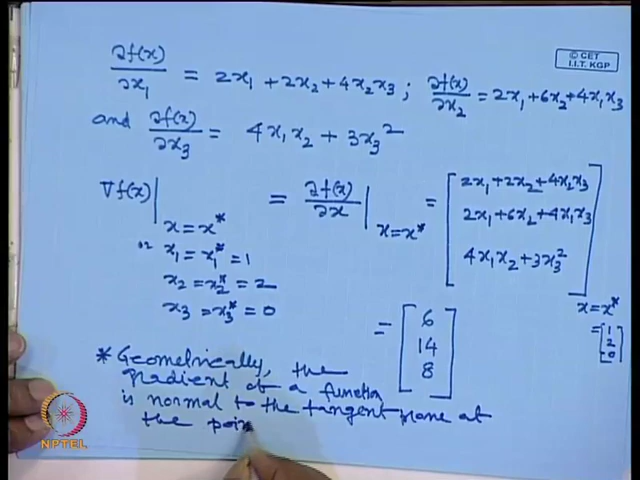 © CET
I.I.T. KGP
∂f(x)/∂x₁ = 2x₁ + 2x₂ + 4x₂x₃ ; ∂f(x)/∂x₂ = 2x₁ + 6x₂ + 4x₁x₃
and ∂f(x)/∂x₃ = 4x₁x₂ + 3x₃²
∇f(x)|x=x* = ∂f(x)/∂x |x=x* = [2x₁+2x₂+4x₂x₃
2x₁+6x₂+4x₁x₃
4x₁x₂+3x₃²] x=x*
or x₁ = x₁* = 1
x₂ = x₂* = 2
x₃ = x₃* = 0
= [1
2
0]
= [6
14
8]
* Geometrically, the
gradient of a function
is normal to the tangent plane at
the poin
NPTEL